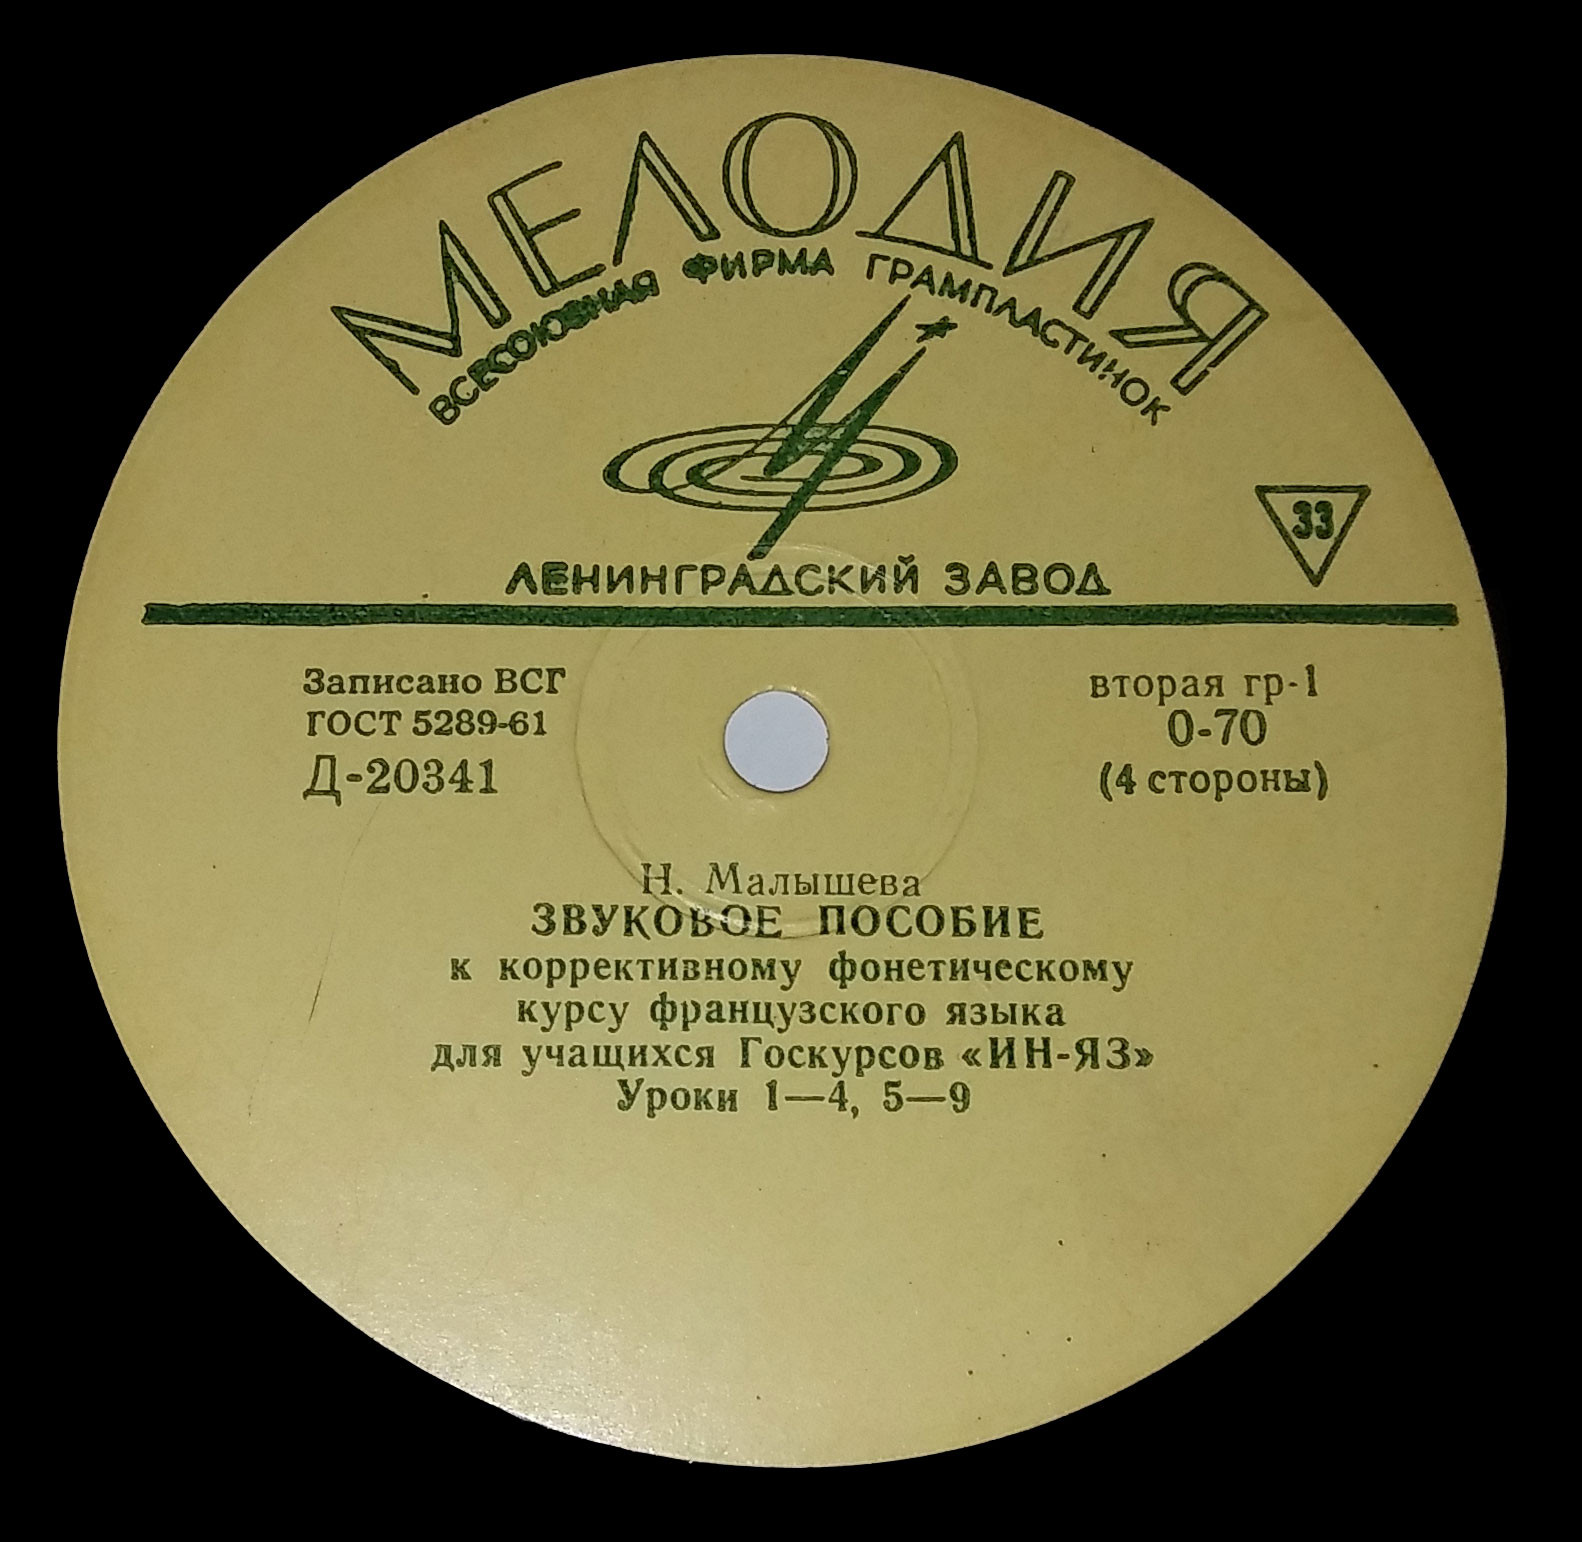 МЕЛОДИЯ
ВСЕСОЮЗНАЯ ФИРМА ГРАМПЛАСТИНОК
33
ЛЕНИНГРАДСКИЙ ЗАВОД
Записано ВСГ
ГОСТ 5289-61
Д-20341
вторая гр-1
0-70
(4 стороны)
Н. Малышева
ЗВУКОВОЕ ПОСОБИЕ
к коррективному фонетическому
курсу французского языка
для учащихся Госкурсов «ИН-ЯЗ»
Уроки 1—4, 5—9